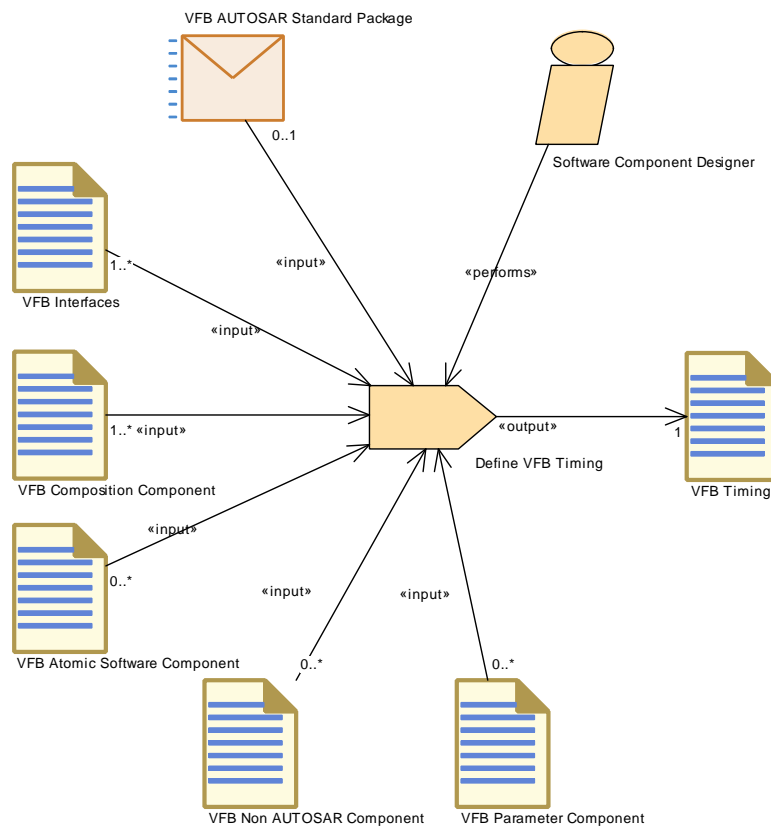 VFB AUTOSAR Standard Package
0..1
Software Component Designer
«input»
«performs»
1..*
VFB Interfaces
«input»
1..* «input»
«output»
1
Define VFB Timing
VFB Timing
VFB Composition Component
«input»
0..*
«input»
«input»
VFB Atomic Software Component
0..*
0..*
VFB Non AUTOSAR Component
VFB Parameter Component